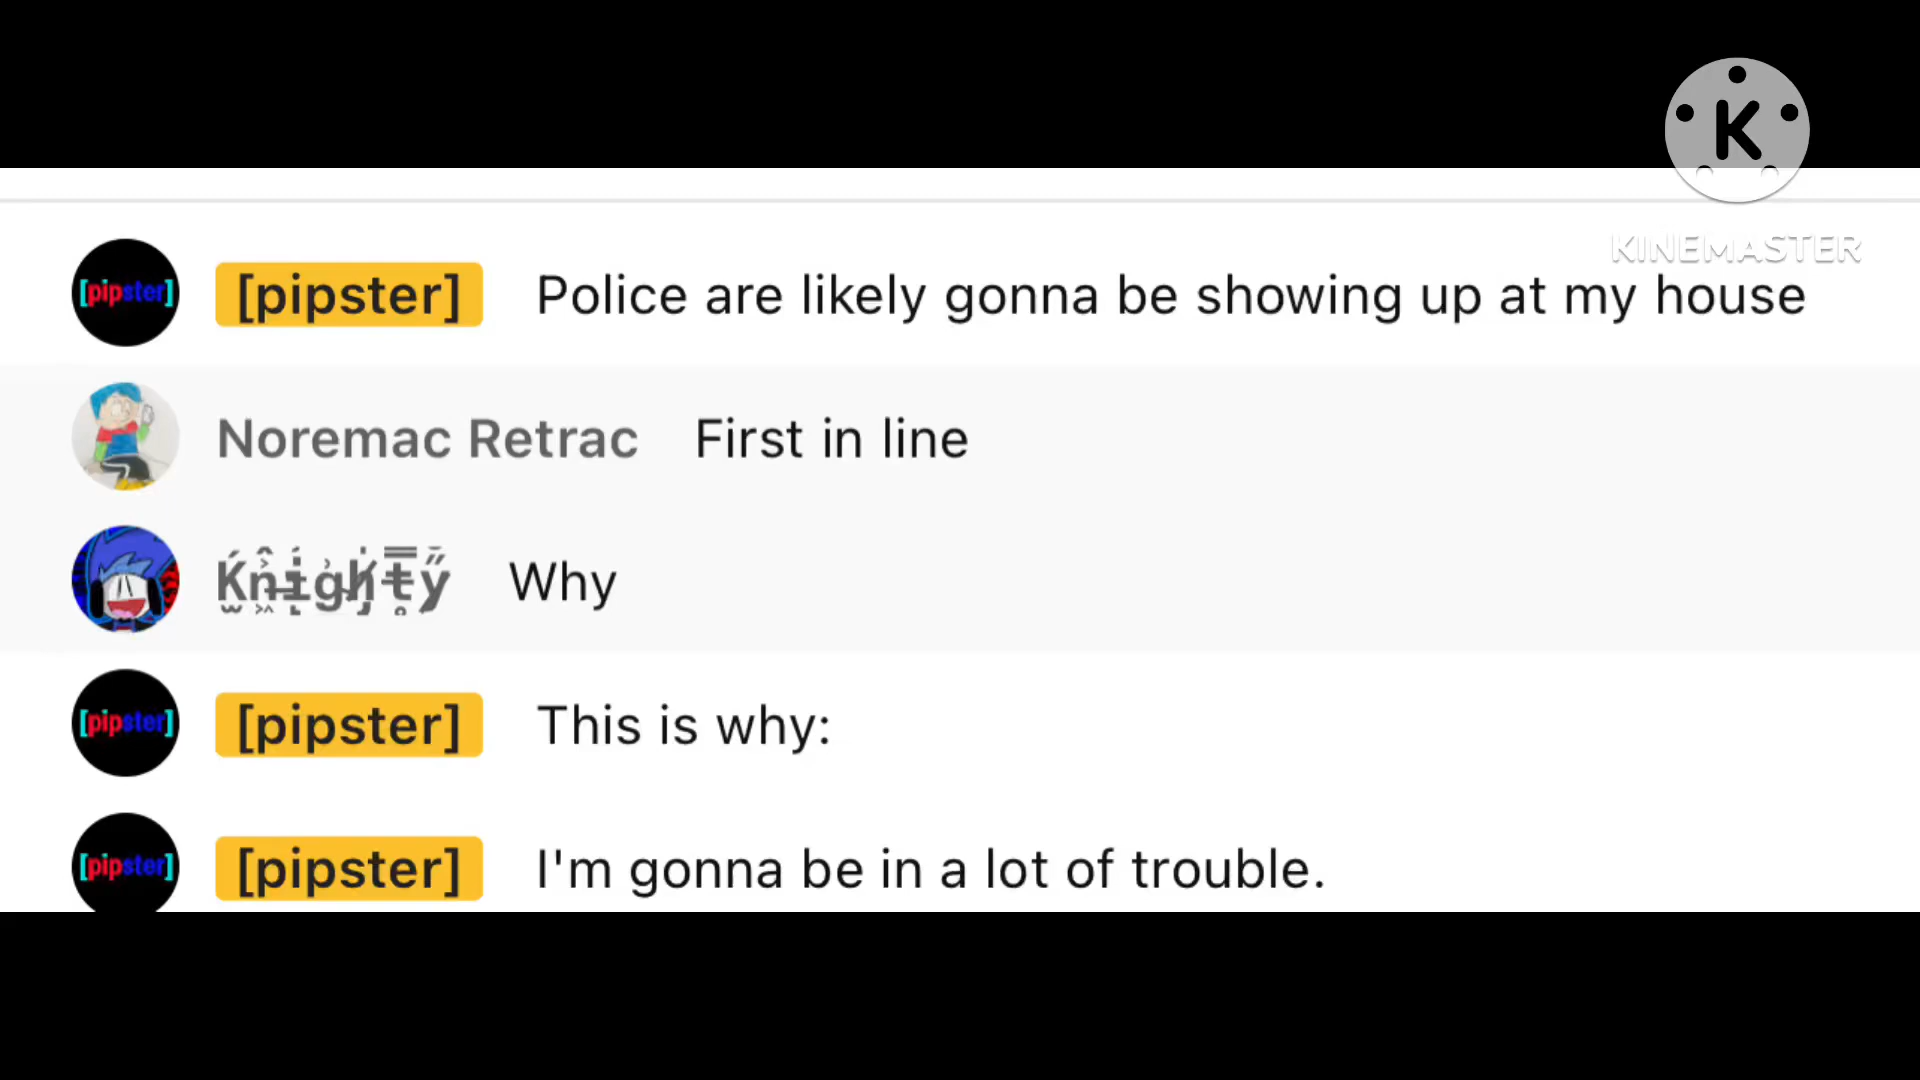 K
KINEMASTER
[pipster] [pipster] Police are likely gonna be showing up at my house
Noremac Retrac First in line
Knighty Why
[pipster] [pipster] This is why:
[pipster] [pipster] I'm gonna be in a lot of trouble.